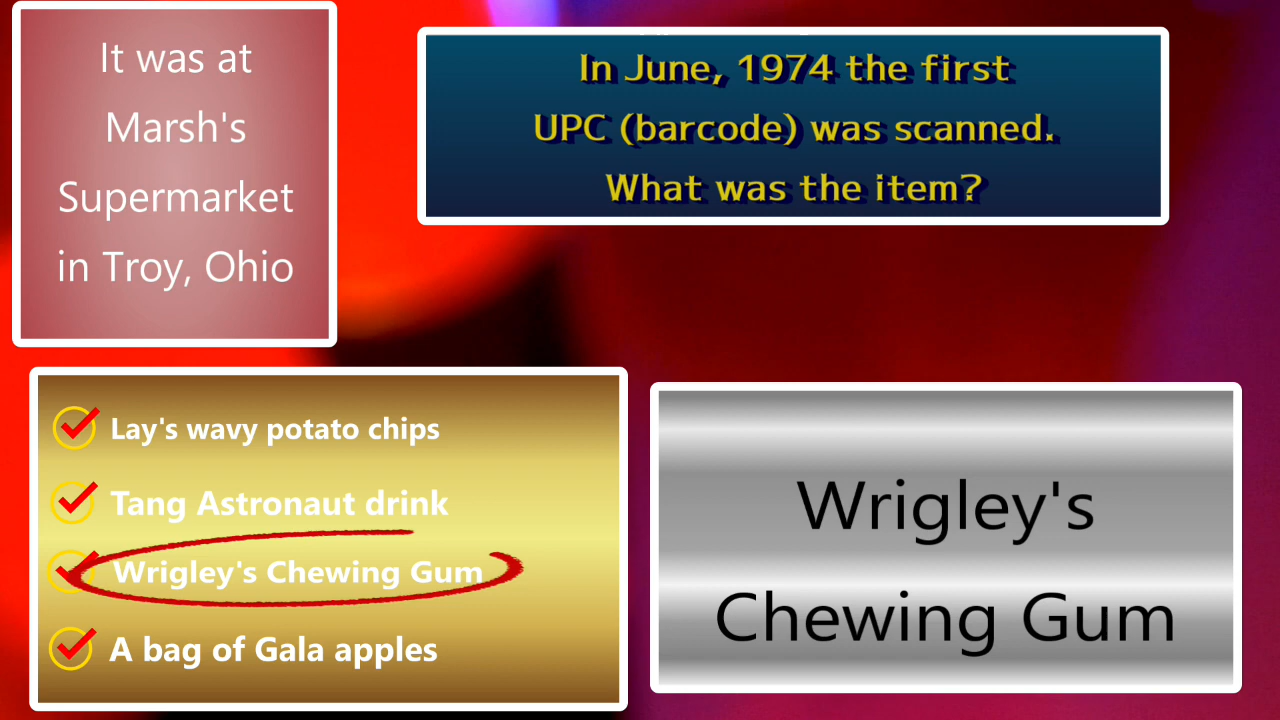 It was at
Marsh's
Supermarket
in Troy, Ohio
In June, 1974 the first
UPC (barcode) was scanned.
What was the item?
Lay's wavy potato chips
Tang Astronaut drink
Wrigley's Chewing Gum
A bag of Gala apples
Wrigley's
Chewing Gum